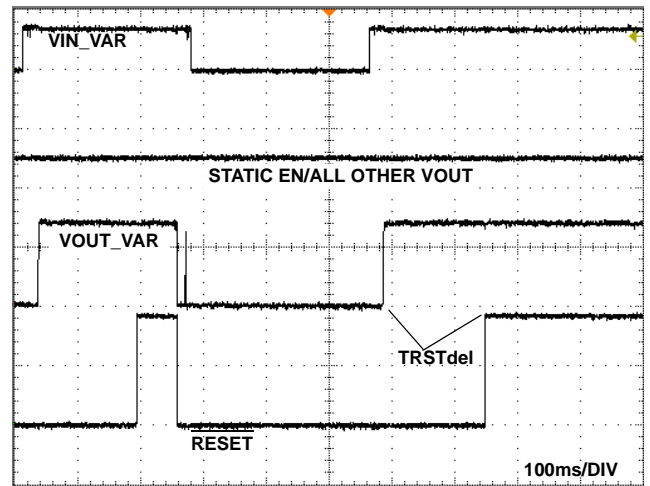 VIN_VAR
STATIC EN/ALL OTHER VOUT
VOUT_VAR
TRSTdel
RESET
100ms/DIV